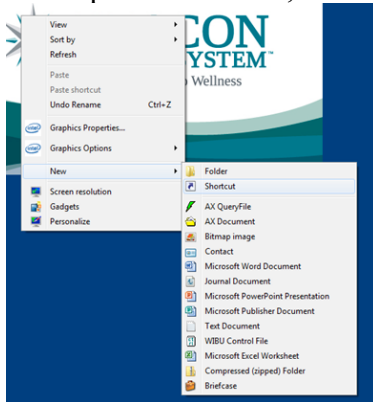 CON
YSTEM
Wellness
View
Sort by
Refresh
Paste
Paste shortcut
Undo Rename Ctrl+Z
Graphics Properties...
Graphics Options
New
Screen resolution
Gadgets
Personalize
Folder
Shortcut
AX QueryFile
AX Document
Bitmap image
Contact
Microsoft Word Document
Journal Document
Microsoft PowerPoint Presentation
Microsoft Publisher Document
Text Document
WIBU Control File
Microsoft Excel Worksheet
Compressed (zipped) Folder
Briefcase